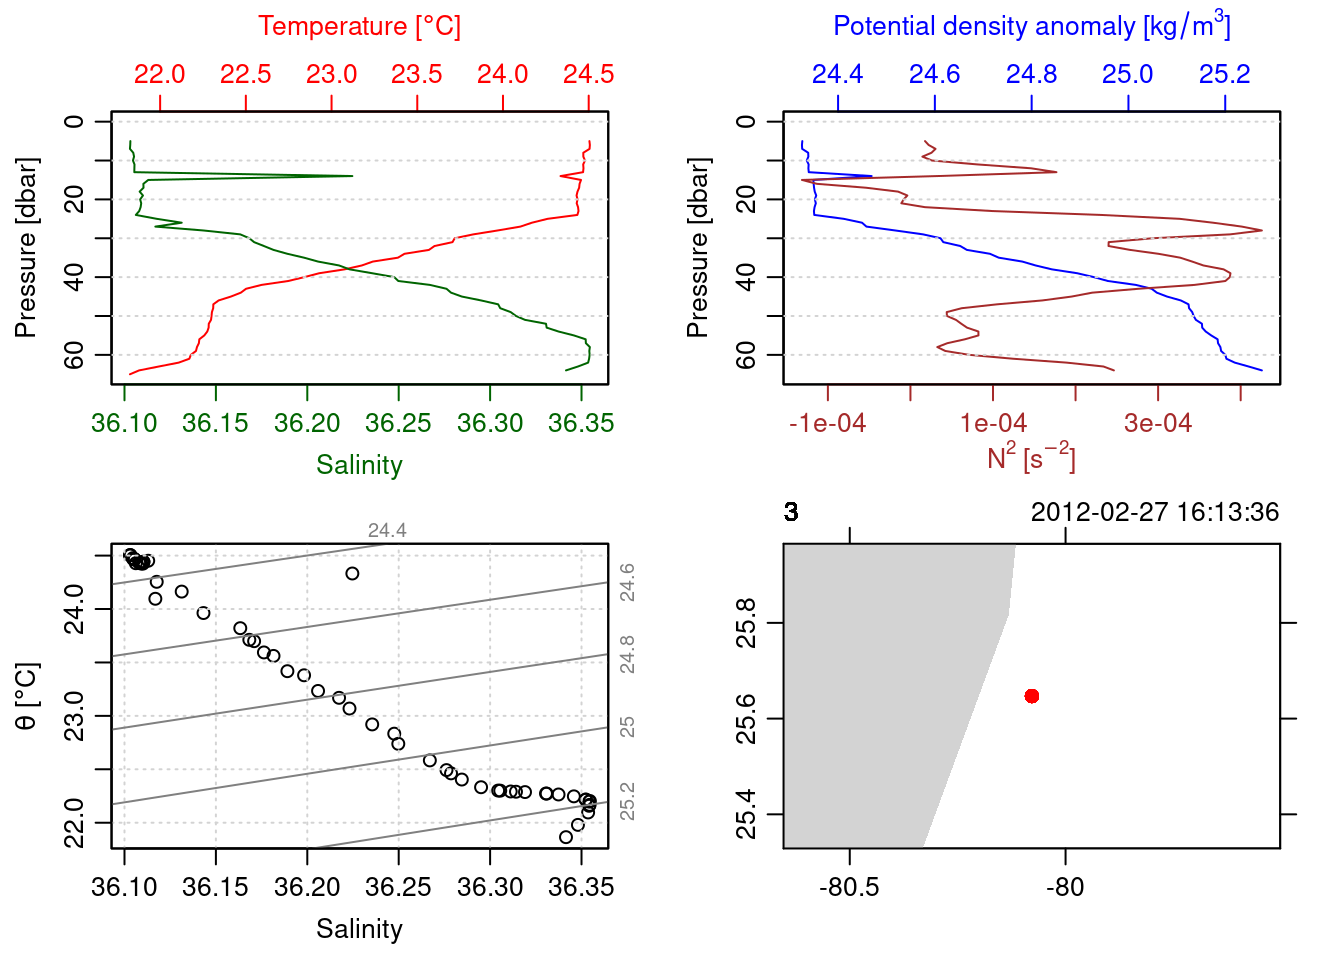 Temperature [°C]
22.0 22.5 23.0 23.5 24.0 24.5
Pressure [dbar]
0
20
40
60
36.10 36.15 36.20 36.25 36.30 36.35
Salinity
Potential density anomaly [kg/m³]
24.4 24.6 24.8 25.0 25.2
Pressure [dbar]
0
20
40
60
-1e-04 1e-04 3e-04
N² [s⁻²]
24.4
24.6
24.8
25
25.2
θ [°C]
24.0
23.0
22.0
36.10 36.15 36.20 36.25 36.30 36.35
Salinity
3 2012-02-27 16:13:36
25.8
25.6
25.4
-80.5 -80